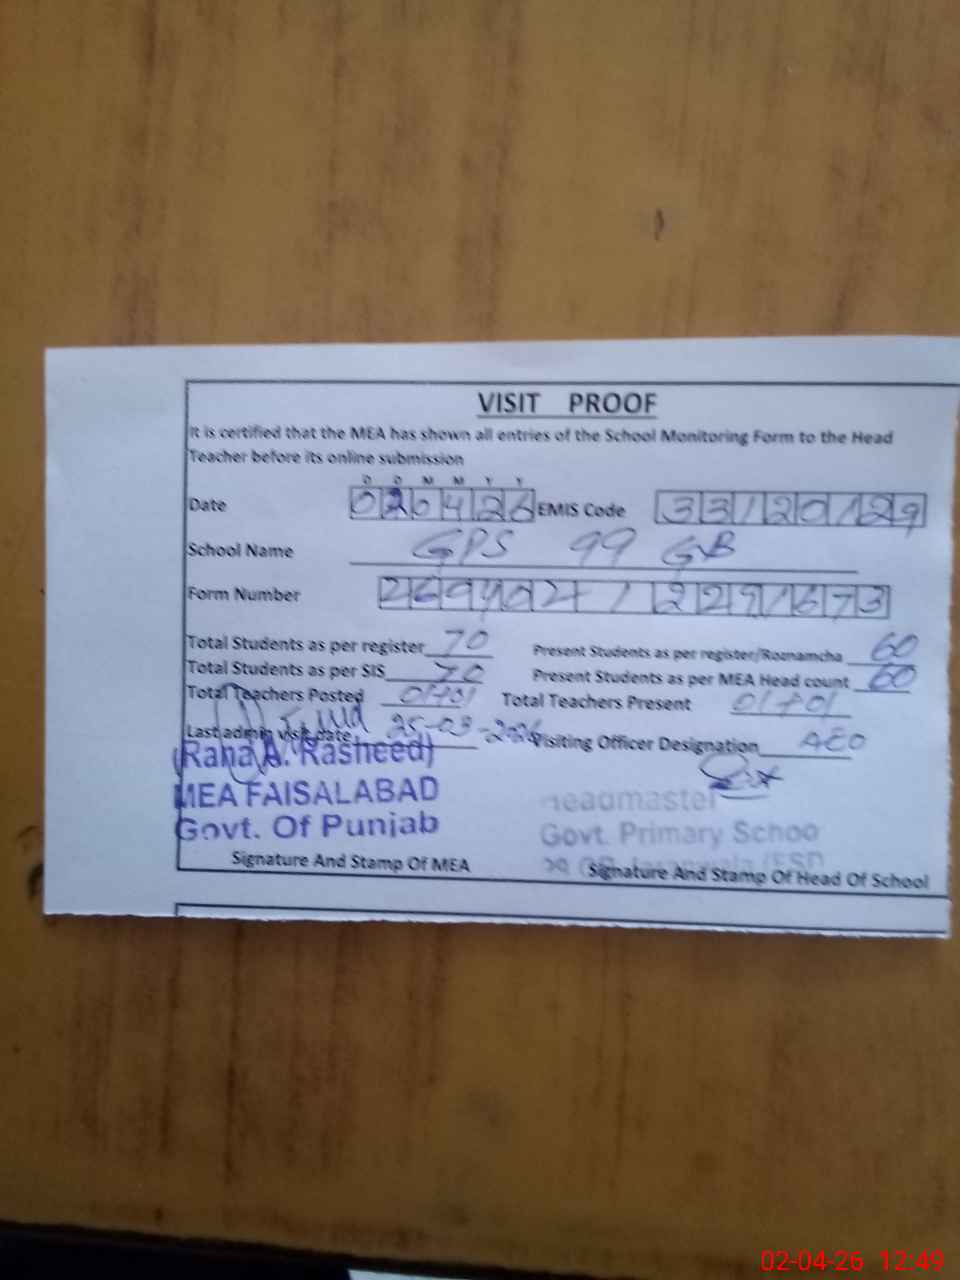 VISIT PROOF
It is certified that the MEA has shown all entries of the School Monitoring Form to the Head
Teacher before its online submission
D D M M Y Y
Date 020426 EMIS Code 33120129
School Name GPS 99 GB
Form Number
Total Students as per register 70 Present Students as per register/Roznamcha 60
Total Students as per SIS 70 Present Students as per MEA Head count 60
Total Teachers Posted 01+01 Total Teachers Present 01+01
Last admin visit date 25-03-2026 Visiting Officer Designation AEO
(Rana A. Rasheed)
MEA FAISALABAD
Govt. Of Punjab
Headmaster
Govt. Primary Schoo
Signature And Stamp Of MEA Signature And Stamp Of Head Of School
02-04-26 12:49